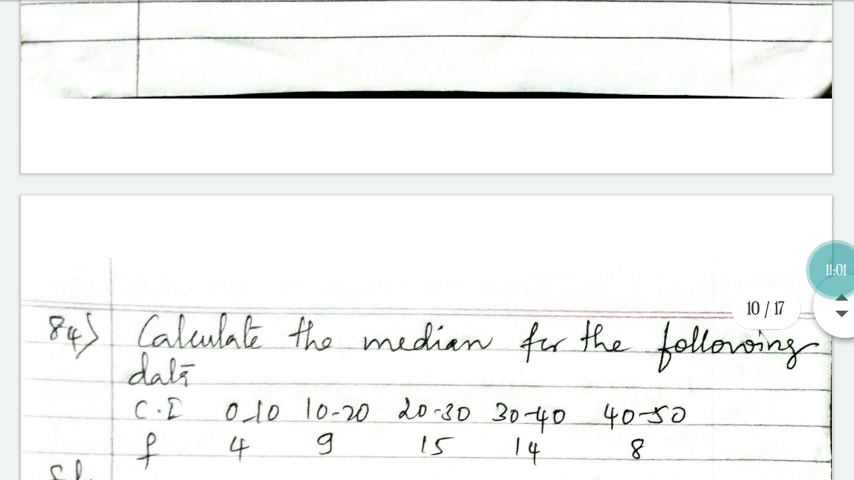 11:01
10 / 17
84) Calculate the median for the following
data
C.I 0-10 10-20 20-30 30-40 40-50
f 4 9 15 14 8